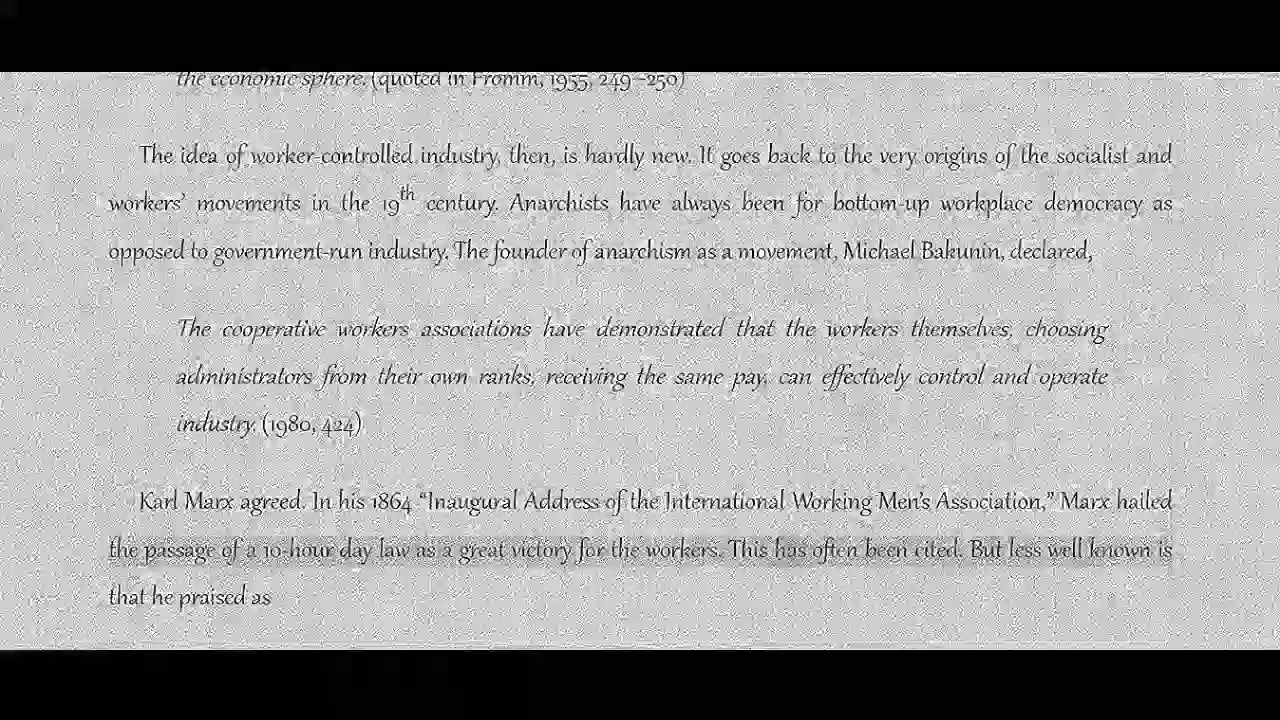 the economic sphere. (quoted in Fromm, 1955, 249–250)
The idea of worker-controlled industry, then, is hardly new. It goes back to the very origins of the socialist and
workers’ movements in the 19th century. Anarchists have always been for bottom-up workplace democracy as
opposed to government-run industry. The founder of anarchism as a movement, Michael Bakunin, declared,
The cooperative workers associations have demonstrated that the workers themselves, choosing
administrators from their own ranks, receiving the same pay, can effectively control and operate
industry. (1980, 424)
Karl Marx agreed. In his 1864 “Inaugural Address of the International Working Men’s Association,” Marx hailed
the passage of a 10-hour day law as a great victory for the workers. This has often been cited. But less well known is
that he praised as